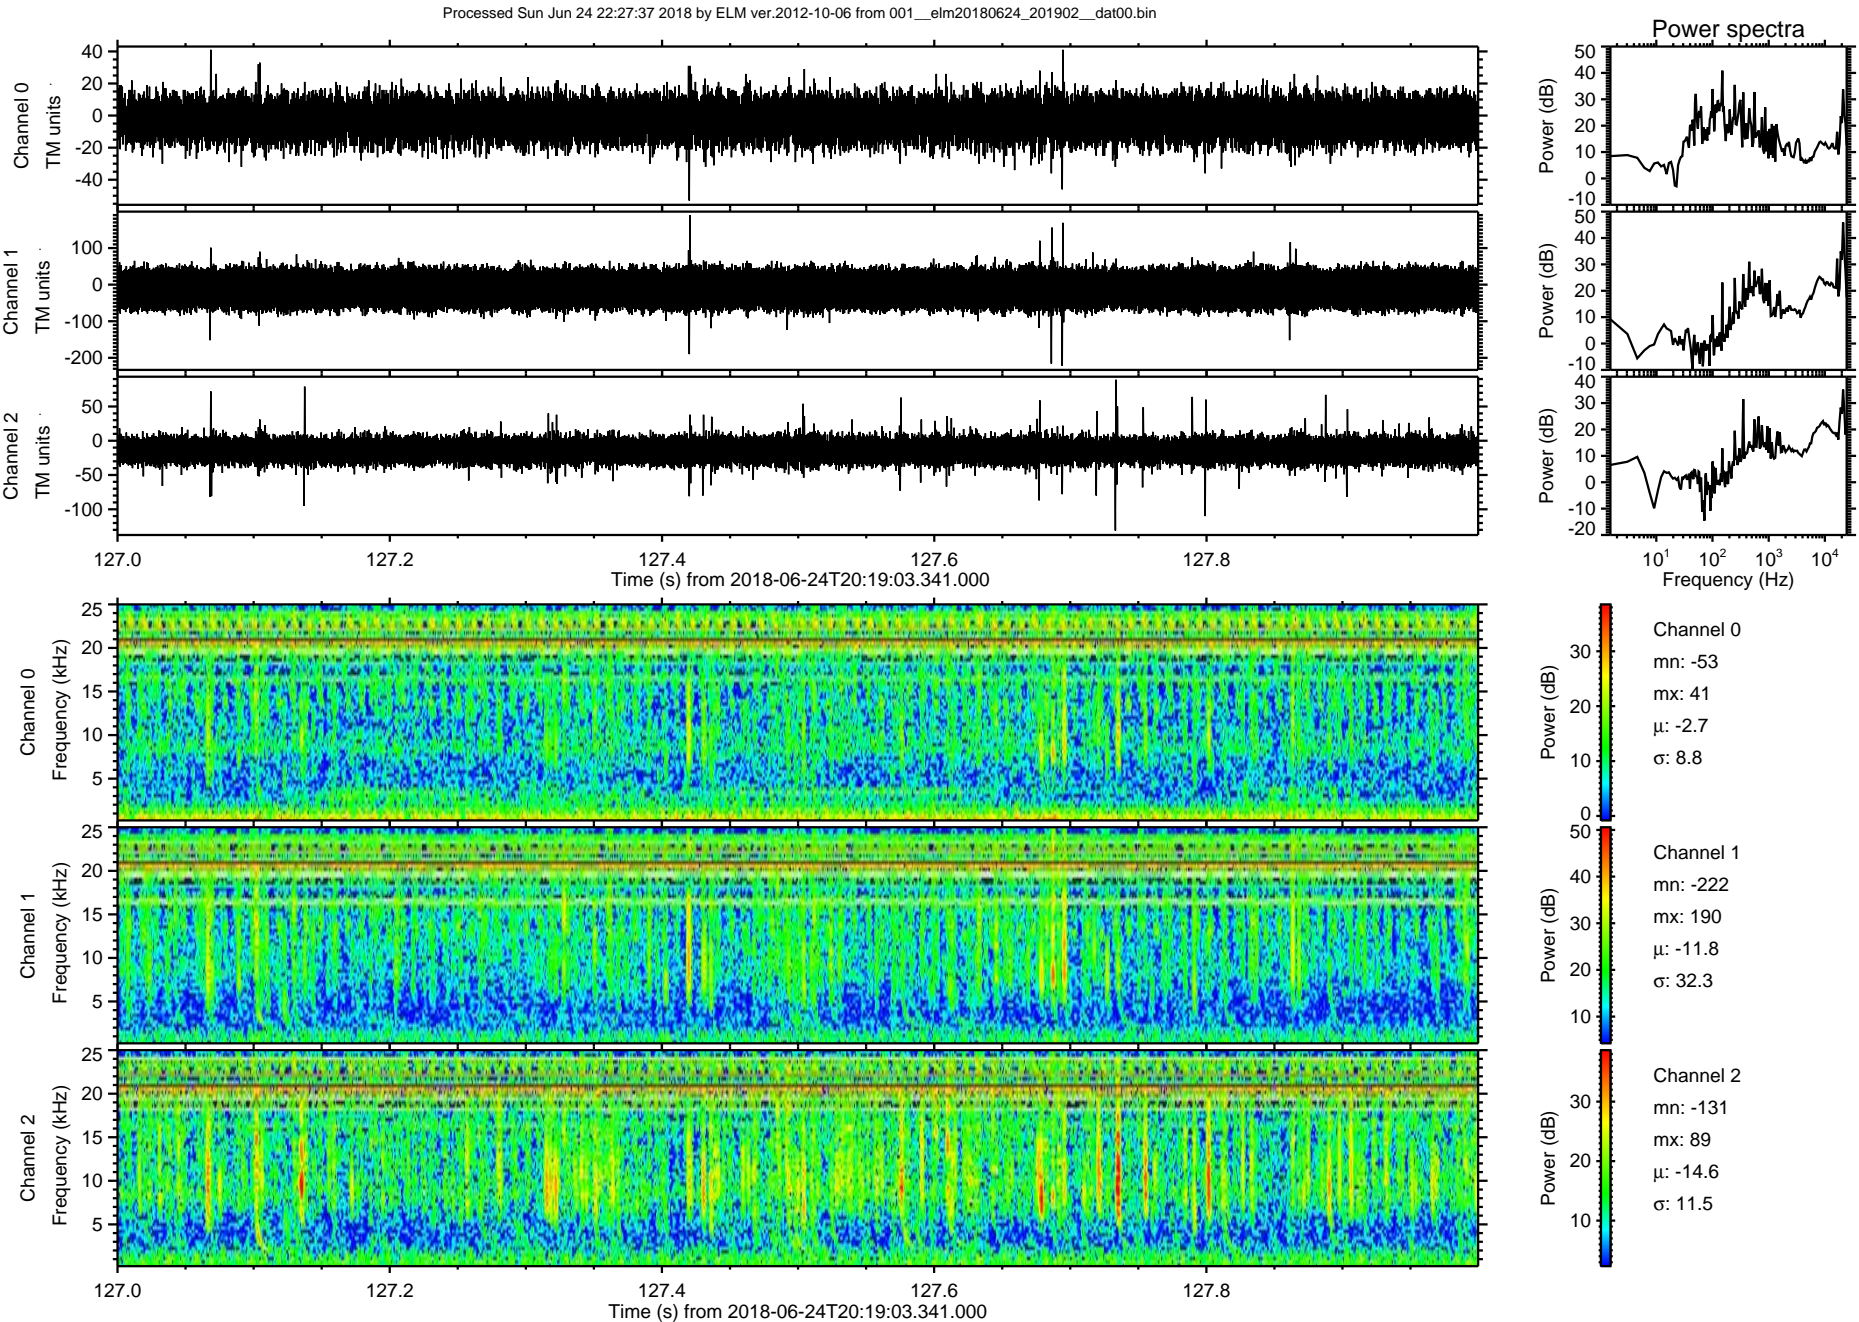 Processed Sun Jun 24 22:27:37 2018 by ELM ver.2012-10-06 from 001__elm20180624_201902__dat00.bin
Power spectra
Channel 0
TM units
40
20
0
-20
-40
Power (dB)
50
40
30
20
10
0
-10
Channel 1
TM units
100
0
-100
-200
Power (dB)
50
40
30
20
10
0
-10
Channel 2
TM units
50
0
-50
-100
Power (dB)
40
30
20
10
0
-10
-20
127.0 127.2 127.4 127.6 127.8
Time (s) from 2018-06-24T20:19:03.341.000
10¹ 10² 10³ 10⁴
Frequency (Hz)
Channel 0
Frequency (kHz)
25
20
15
10
5
Power (dB)
30
20
10
0
Channel 0
mn: -53
mx: 41
μ: -2.7
σ: 8.8
Channel 1
Frequency (kHz)
25
20
15
10
5
Power (dB)
50
40
30
20
10
Channel 1
mn: -222
mx: 190
μ: -11.8
σ: 32.3
Channel 2
Frequency (kHz)
25
20
15
10
5
Power (dB)
30
20
10
Channel 2
mn: -131
mx: 89
μ: -14.6
σ: 11.5
127.0 127.2 127.4 127.6 127.8
Time (s) from 2018-06-24T20:19:03.341.000